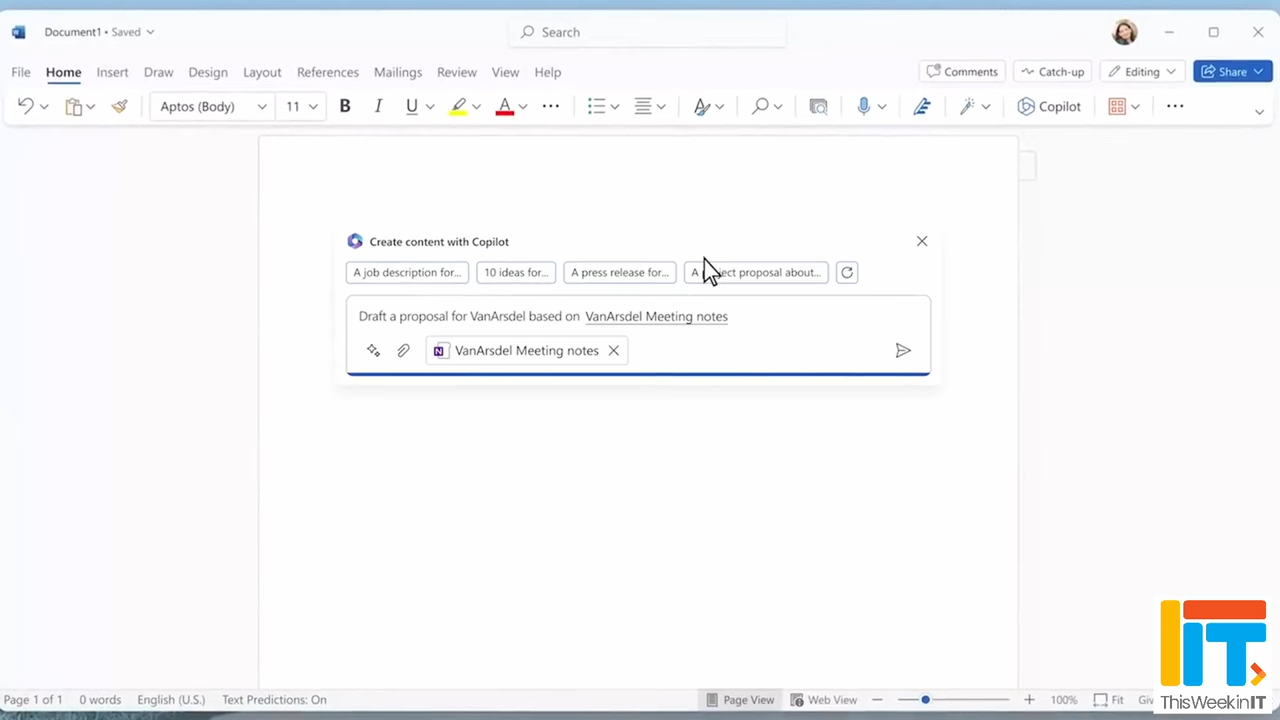 Document1 • Saved
Search
File Home Insert Draw Design Layout References Mailings Review View Help
Comments Catch-up Editing Share
Aptos (Body) 11 B I U A Copilot
Create content with Copilot
A job description for... 10 ideas for... A press release for... A ject proposal about...
Draft a proposal for VanArsdel based on VanArsdel Meeting notes
N VanArsdel Meeting notes
Page 1 of 1 0 words English (U.S.) Text Predictions: On Page View Web View 100% Fit
IT
ThisWeekinIT